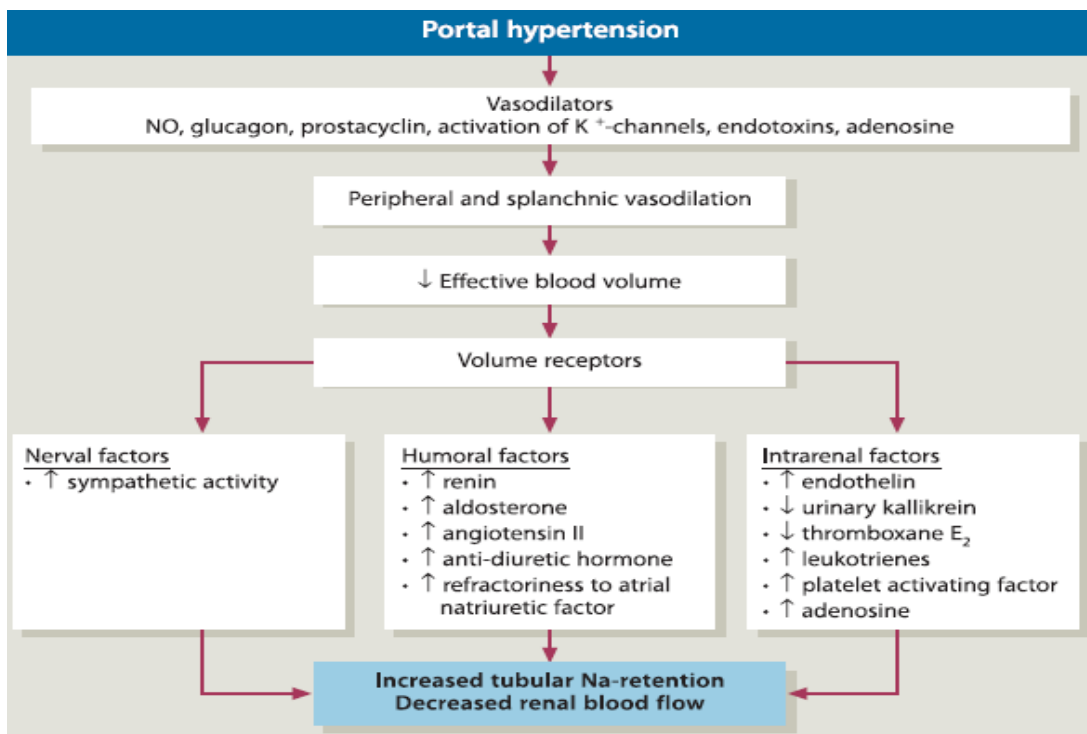 Portal hypertension
Vasodilators
NO, glucagon, prostacyclin, activation of K⁺-channels, endotoxins, adenosine
Peripheral and splanchnic vasodilation
↓ Effective blood volume
Volume receptors
Nerval factors
• ↑ sympathetic activity
Humoral factors
• ↑ renin
• ↑ aldosterone
• ↑ angiotensin II
• ↑ anti-diuretic hormone
• ↑ refractoriness to atrial
natriuretic factor
Intrarenal factors
• ↑ endothelin
• ↓ urinary kallikrein
• ↓ thromboxane E₂
• ↑ leukotrienes
• ↑ platelet activating factor
• ↑ adenosine
Increased tubular Na-retention
Decreased renal blood flow